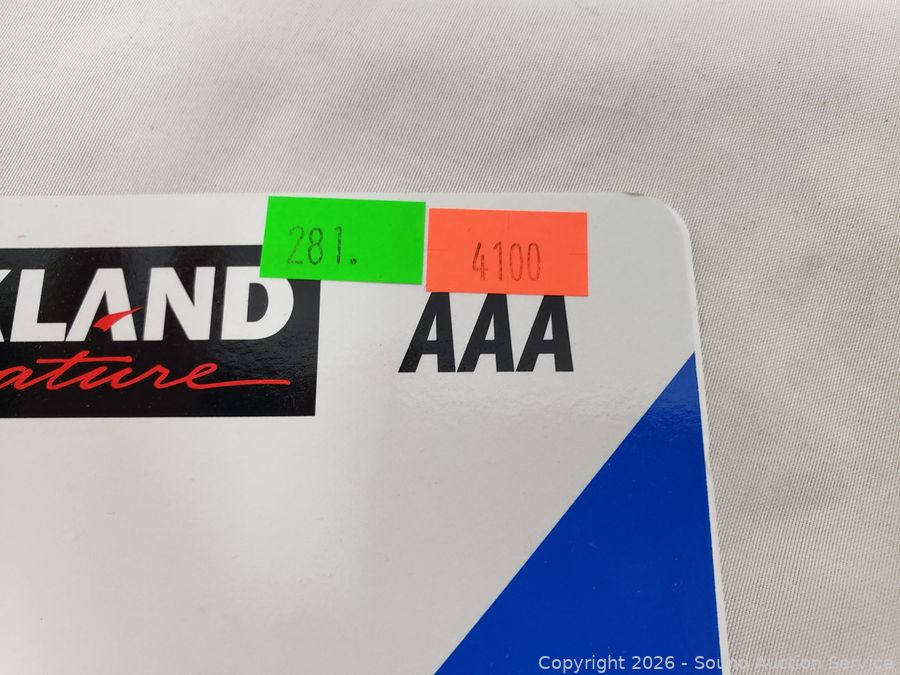 281.
4100
KLAND
ature
AAA
Copyright 2026 - Sound Auction Service